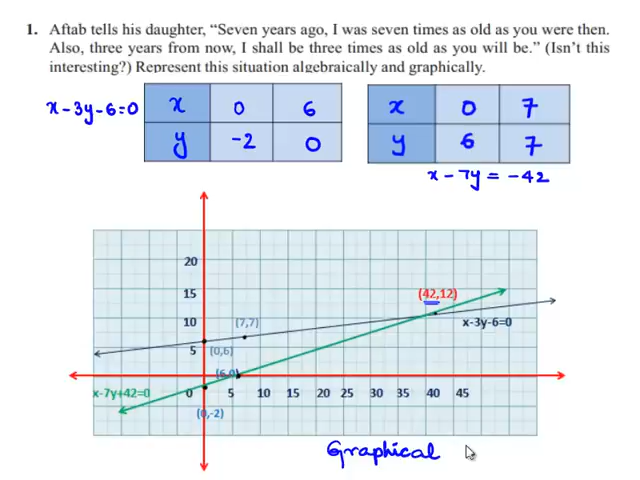 1. Aftab tells his daughter, “Seven years ago, I was seven times as old as you were then.
Also, three years from now, I shall be three times as old as you will be.” (Isn't this
interesting?) Represent this situation algebraically and graphically.
x-3y-6=0
x 0 6
y -2 0
x 0 7
y 6 7
x - 7y = -42
20
15
(42,12)
10
(7,7)
x-3y-6=0
5
(0,6)
(6,0)
x-7y+42=0
0 5 10 15 20 25 30 35 40 45
(0,-2)
Graphical